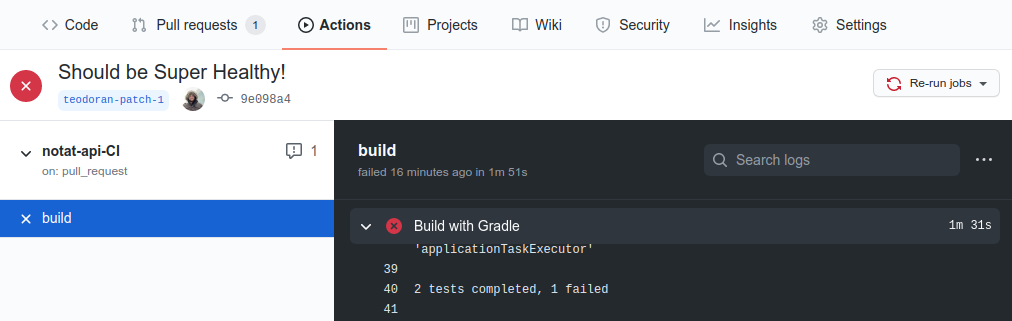 Code Pull requests 1 Actions Projects Wiki Security Insights Settings
Should be Super Healthy!
teodoran-patch-1 9e098a4
Re-run jobs
notat-api-CI 1
on: pull_request
build
build
failed 16 minutes ago in 1m 51s
Search logs
Build with Gradle 1m 31s
'applicationTaskExecutor'
39
40 2 tests completed, 1 failed
41